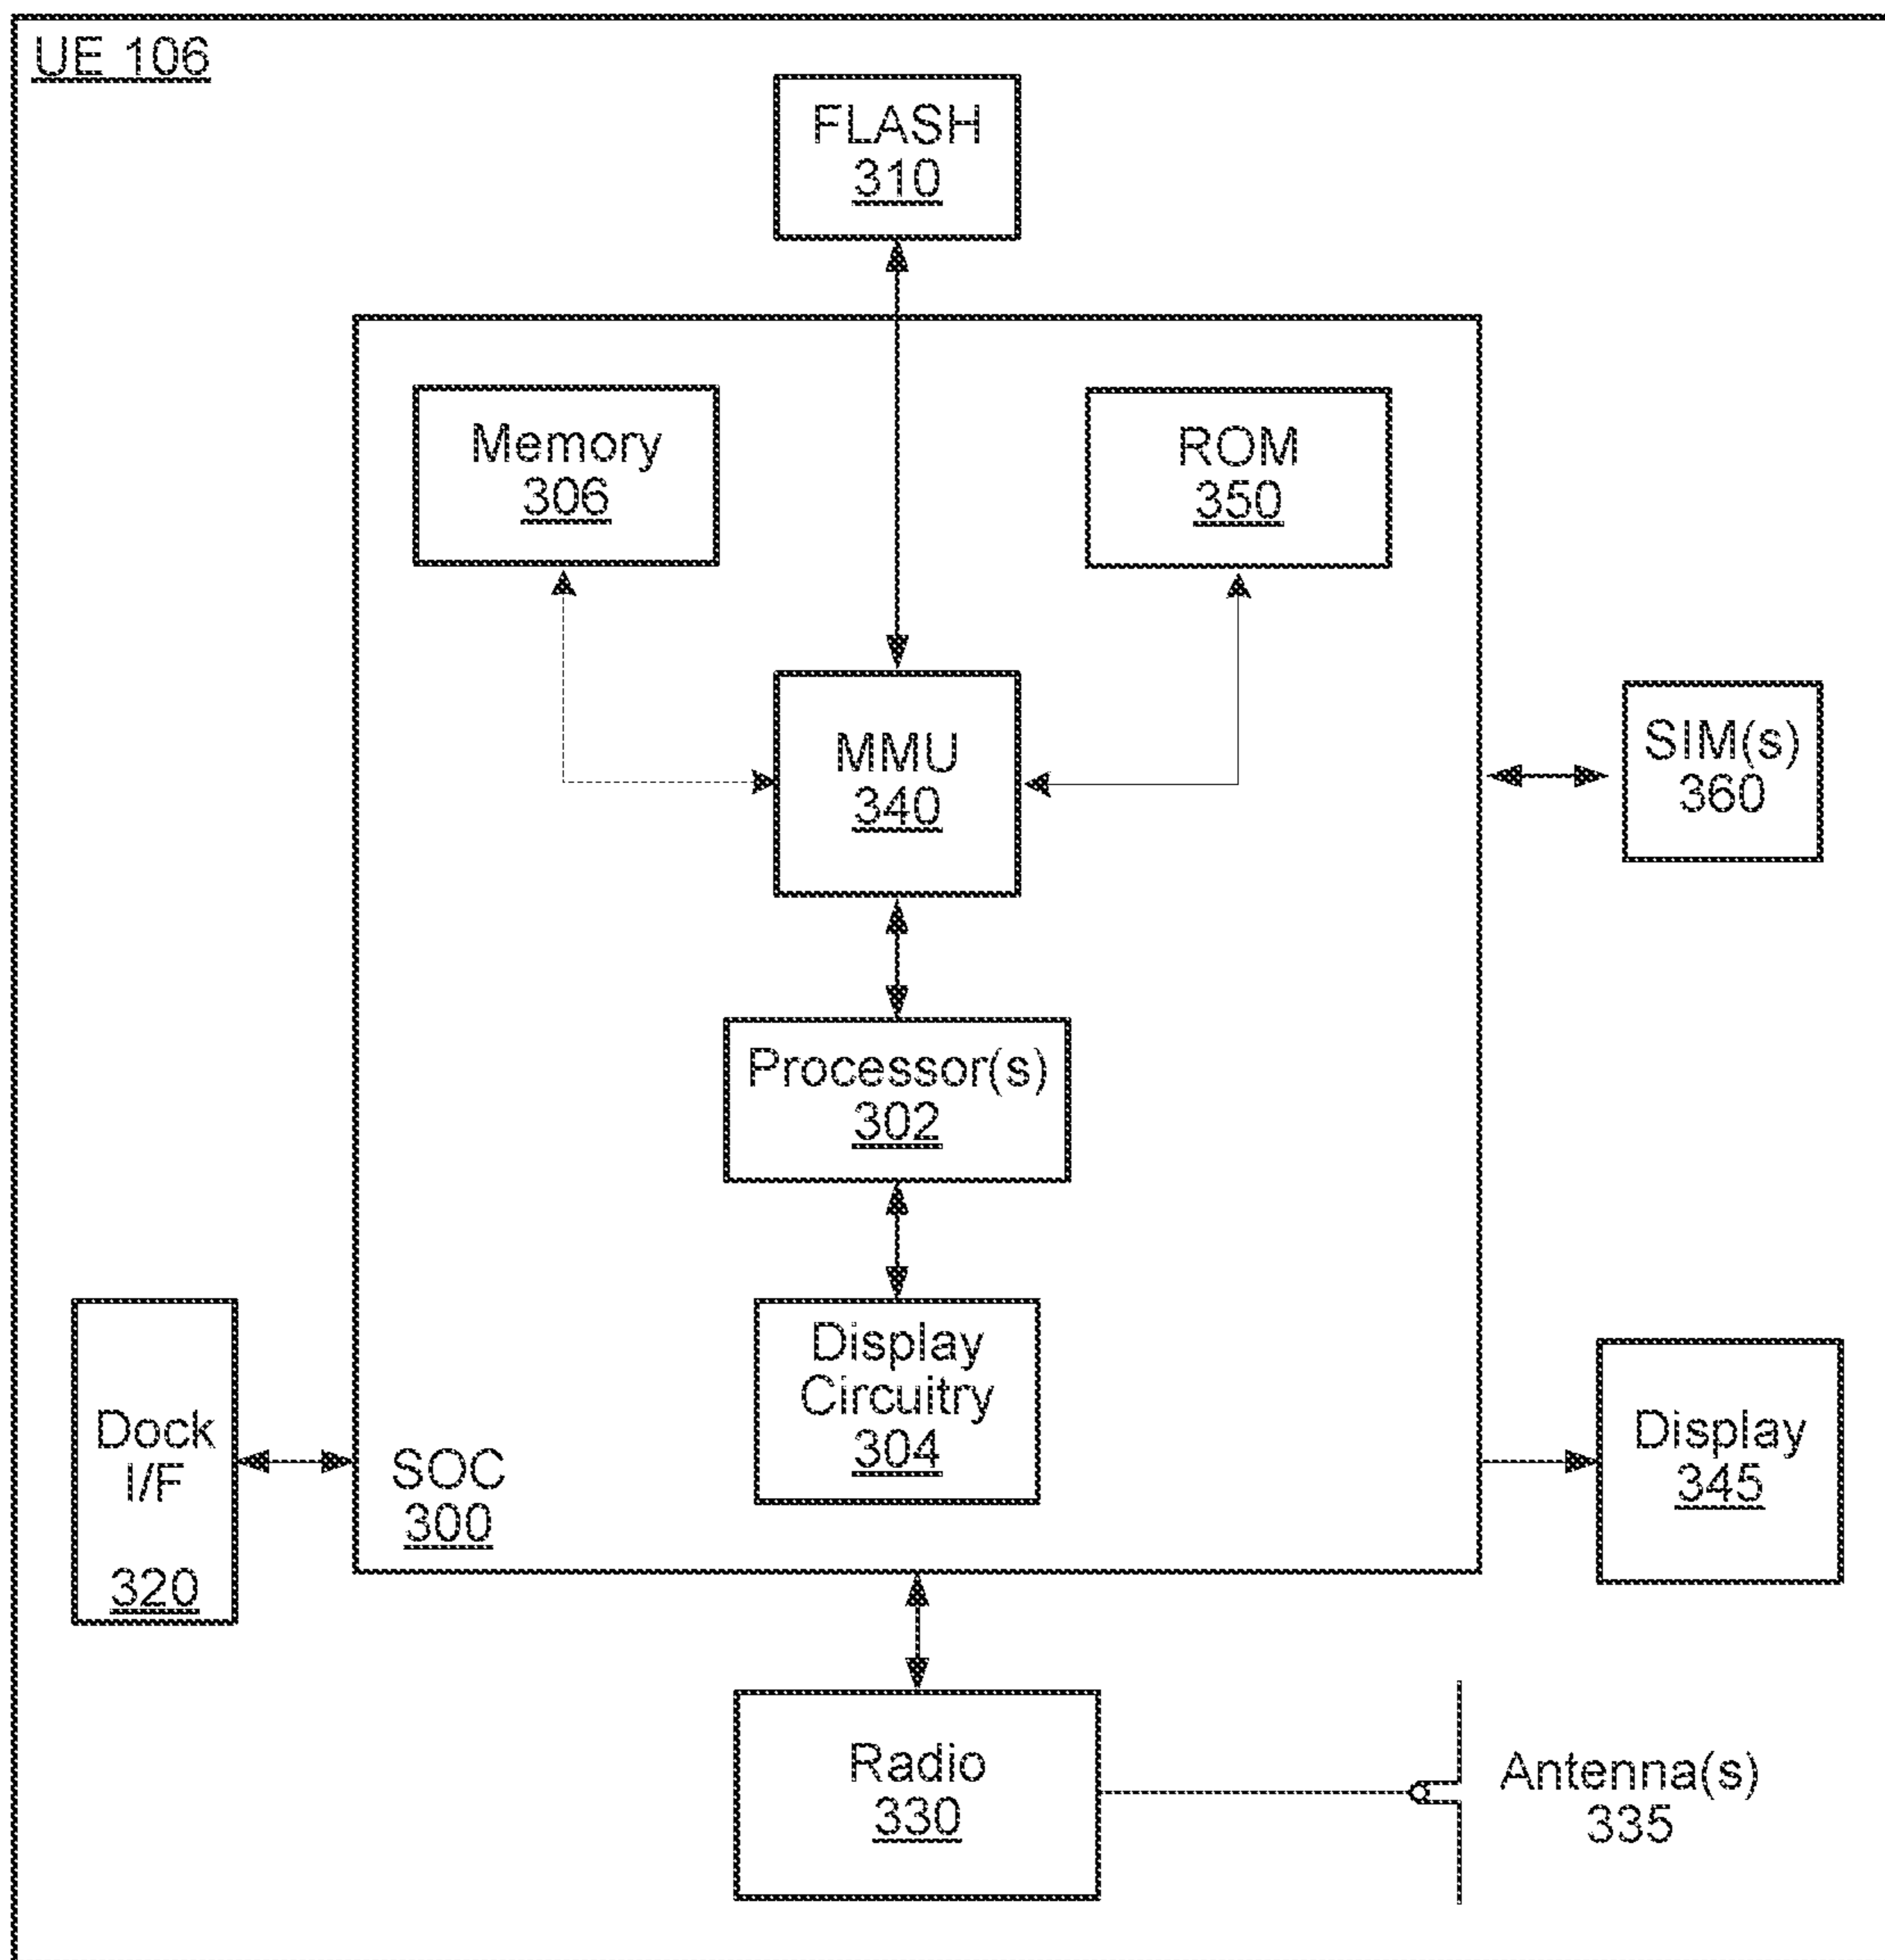 UE 106
FLASH
310
Memory
306
ROM
350
MMU
340
SIM(s)
360
Processor(s)
302
Display
Circuitry
304
Dock
I/F
320
SOC
300
Display
345
Radio
330
Antenna(s)
335